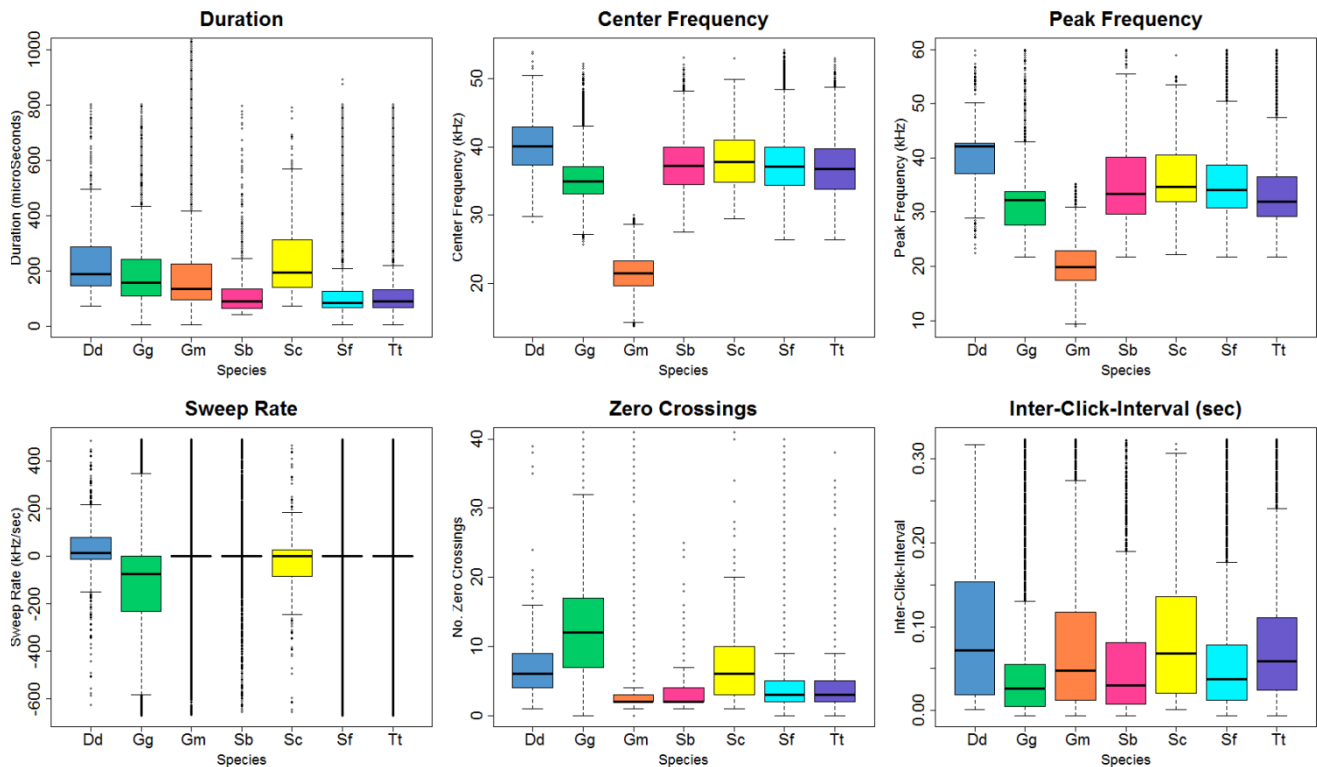 Duration
Duration (microSeconds)
1000
800
600
400
200
0
Dd Gg Gm Sb Sc Sf Tt
Species
Center Frequency
Center Frequency (kHz)
50
40
30
20
Dd Gg Gm Sb Sc Sf Tt
Species
Peak Frequency
Peak Frequency (kHz)
60
50
40
30
20
10
Dd Gg Gm Sb Sc Sf Tt
Species
Sweep Rate
Sweep Rate (kHz/sec)
400
200
0
-200
-400
-600
Dd Gg Gm Sb Sc Sf Tt
Species
Zero Crossings
No. Zero Crossings
40
30
20
10
0
Dd Gg Gm Sb Sc Sf Tt
Species
Inter-Click-Interval (sec)
Inter-Click-Interval
0.30
0.20
0.10
0.00
Dd Gg Gm Sb Sc Sf Tt
Species